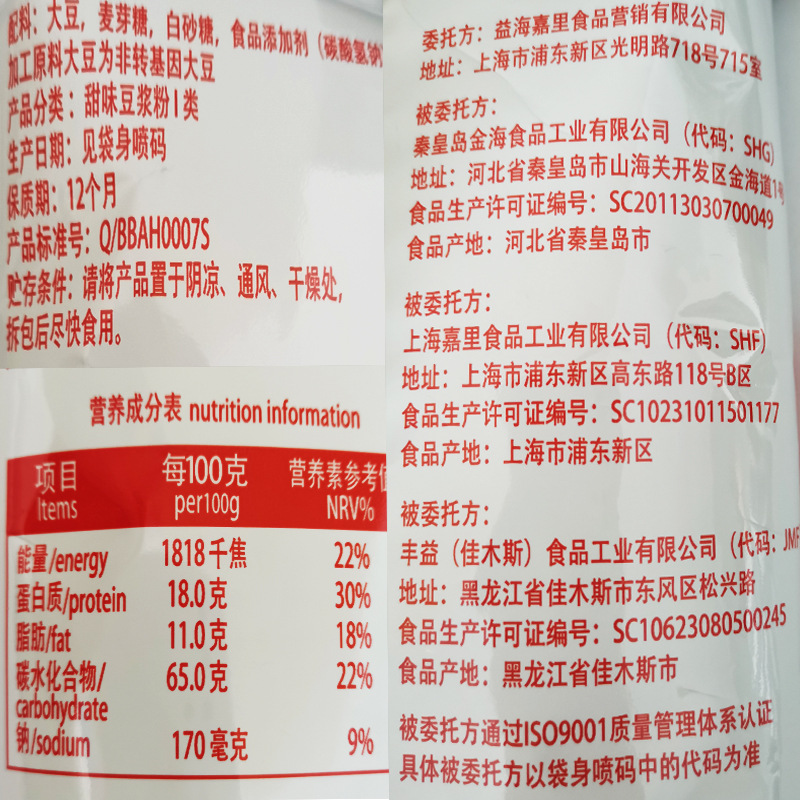 配料：大豆，麦芽糖，白砂糖，食品添加剂（碳酸氢钠
加工原料大豆为非转基因大豆
产品分类：甜味豆浆粉Ⅰ类
生产日期：见袋身喷码
保质期：12个月
产品标准号：Q/BBAH0007S
贮存条件：请将产品置于阴凉、通风、干燥处，
拆包后尽快食用。
营养成分表 nutrition information
项目 每100克 营养素参考值
Items per100g NRV%
能量/energy 1818千焦 22%
蛋白质/protein 18.0克 30%
脂肪/fat 11.0克 18%
碳水化合物/ 65.0克 22%
carbohydrate
钠/sodium 170毫克 9%
委托方：益海嘉里食品营销有限公司
地址：上海市浦东新区光明路718号715室
被委托方：
秦皇岛金海食品工业有限公司（代码：SHG）
地址：河北省秦皇岛市山海关开发区金海道1号
食品生产许可证编号：SC20113030700049
食品产地：河北省秦皇岛市
被委托方：
上海嘉里食品工业有限公司（代码：SHF）
地址：上海市浦东新区高东路118号B区
食品生产许可证编号：SC10231011501177
食品产地：上海市浦东新区
被委托方：
丰益（佳木斯）食品工业有限公司（代码：JMF
地址：黑龙江省佳木斯市东风区松兴路
食品生产许可证编号：SC10623080500245
食品产地：黑龙江省佳木斯市
被委托方通过ISO9001质量管理体系认证
具体被委托方以袋身喷码中的代码为准